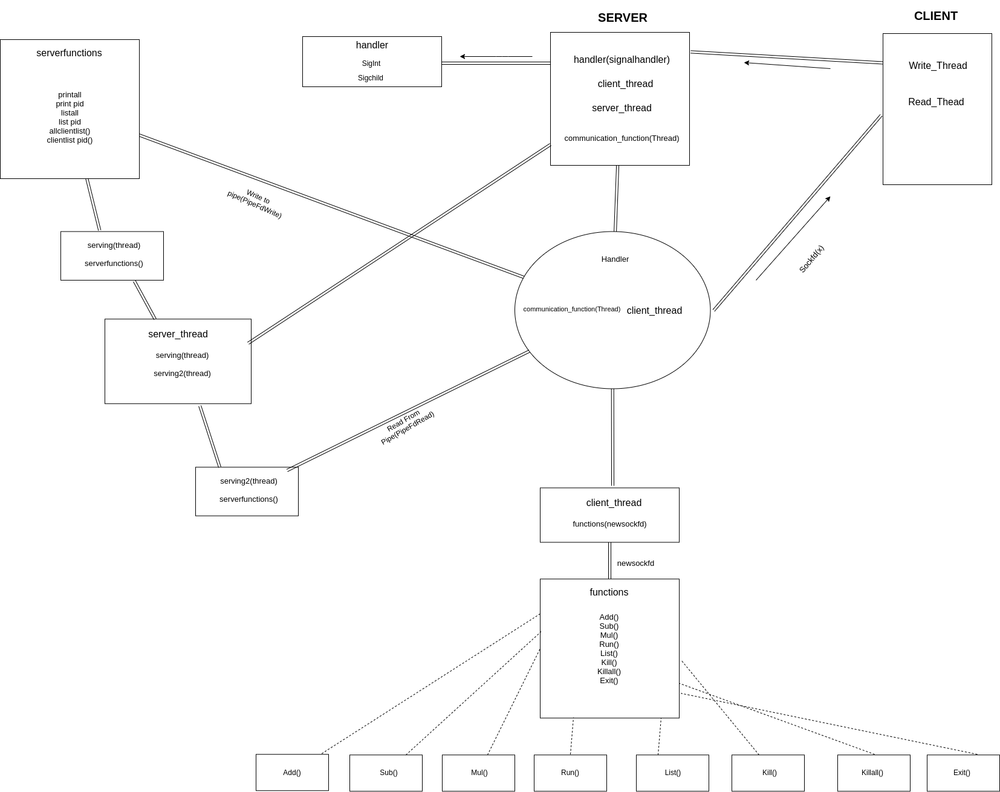 SERVER
CLIENT
serverfunctions
printall
print pid
listall
list pid
allclientlist()
clientlist pid()
handler
SigInt
Sigchild
handler(signalhandler)
client_thread
server_thread
communication_function(Thread)
Write_Thread
Read_Thead
Write to
pipe(PipeFdWrite)
Sockfd(x)
serving(thread)
serverfunctions()
Handler
communication_function(Thread)
client_thread
server_thread
serving(thread)
serving2(thread)
Read From
Pipe(PipeFdRead)
serving2(thread)
serverfunctions()
client_thread
functions(newsockfd)
newsockfd
functions
Add()
Sub()
Mul()
Run()
List()
Kill()
Killall()
Exit()
Add()
Sub()
Mul()
Run()
List()
Kill()
Killall()
Exit()